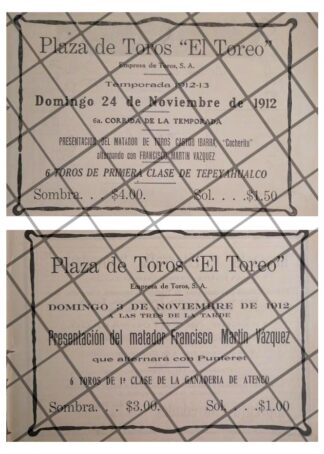 Plaza de Toros "El Toreo"
Empresa de Toros, S. A.
Temporada 1912-13
Domingo 24 de Noviembre de 1912
6a. CORRIDA DE LA TEMPORADA
PRESENTACIÓN DEL MATADOR DE TOROS CASTOR IBARRA, "Cocherito"
alternando con FRANCISCO MARTIN VAZQUEZ
6 TOROS DE PRIMERA CLASE DE TEPEYAHUALCO
Sombra. . . $4.00. Sol. . . $1.50
Plaza de Toros "El Toreo"
Empresa de Toros, S. A.
DOMINGO 3 DE NOVIEMBRE DE 1912
A LAS TRES DE LA TARDE
Presentación del matador Francisco Martin Vázquez
que alternará con Punteret
6 TOROS DE 1ª CLASE DE LA GANADERIA DE ATENCO
Sombra. . . $3.00. Sol. . . $1.00